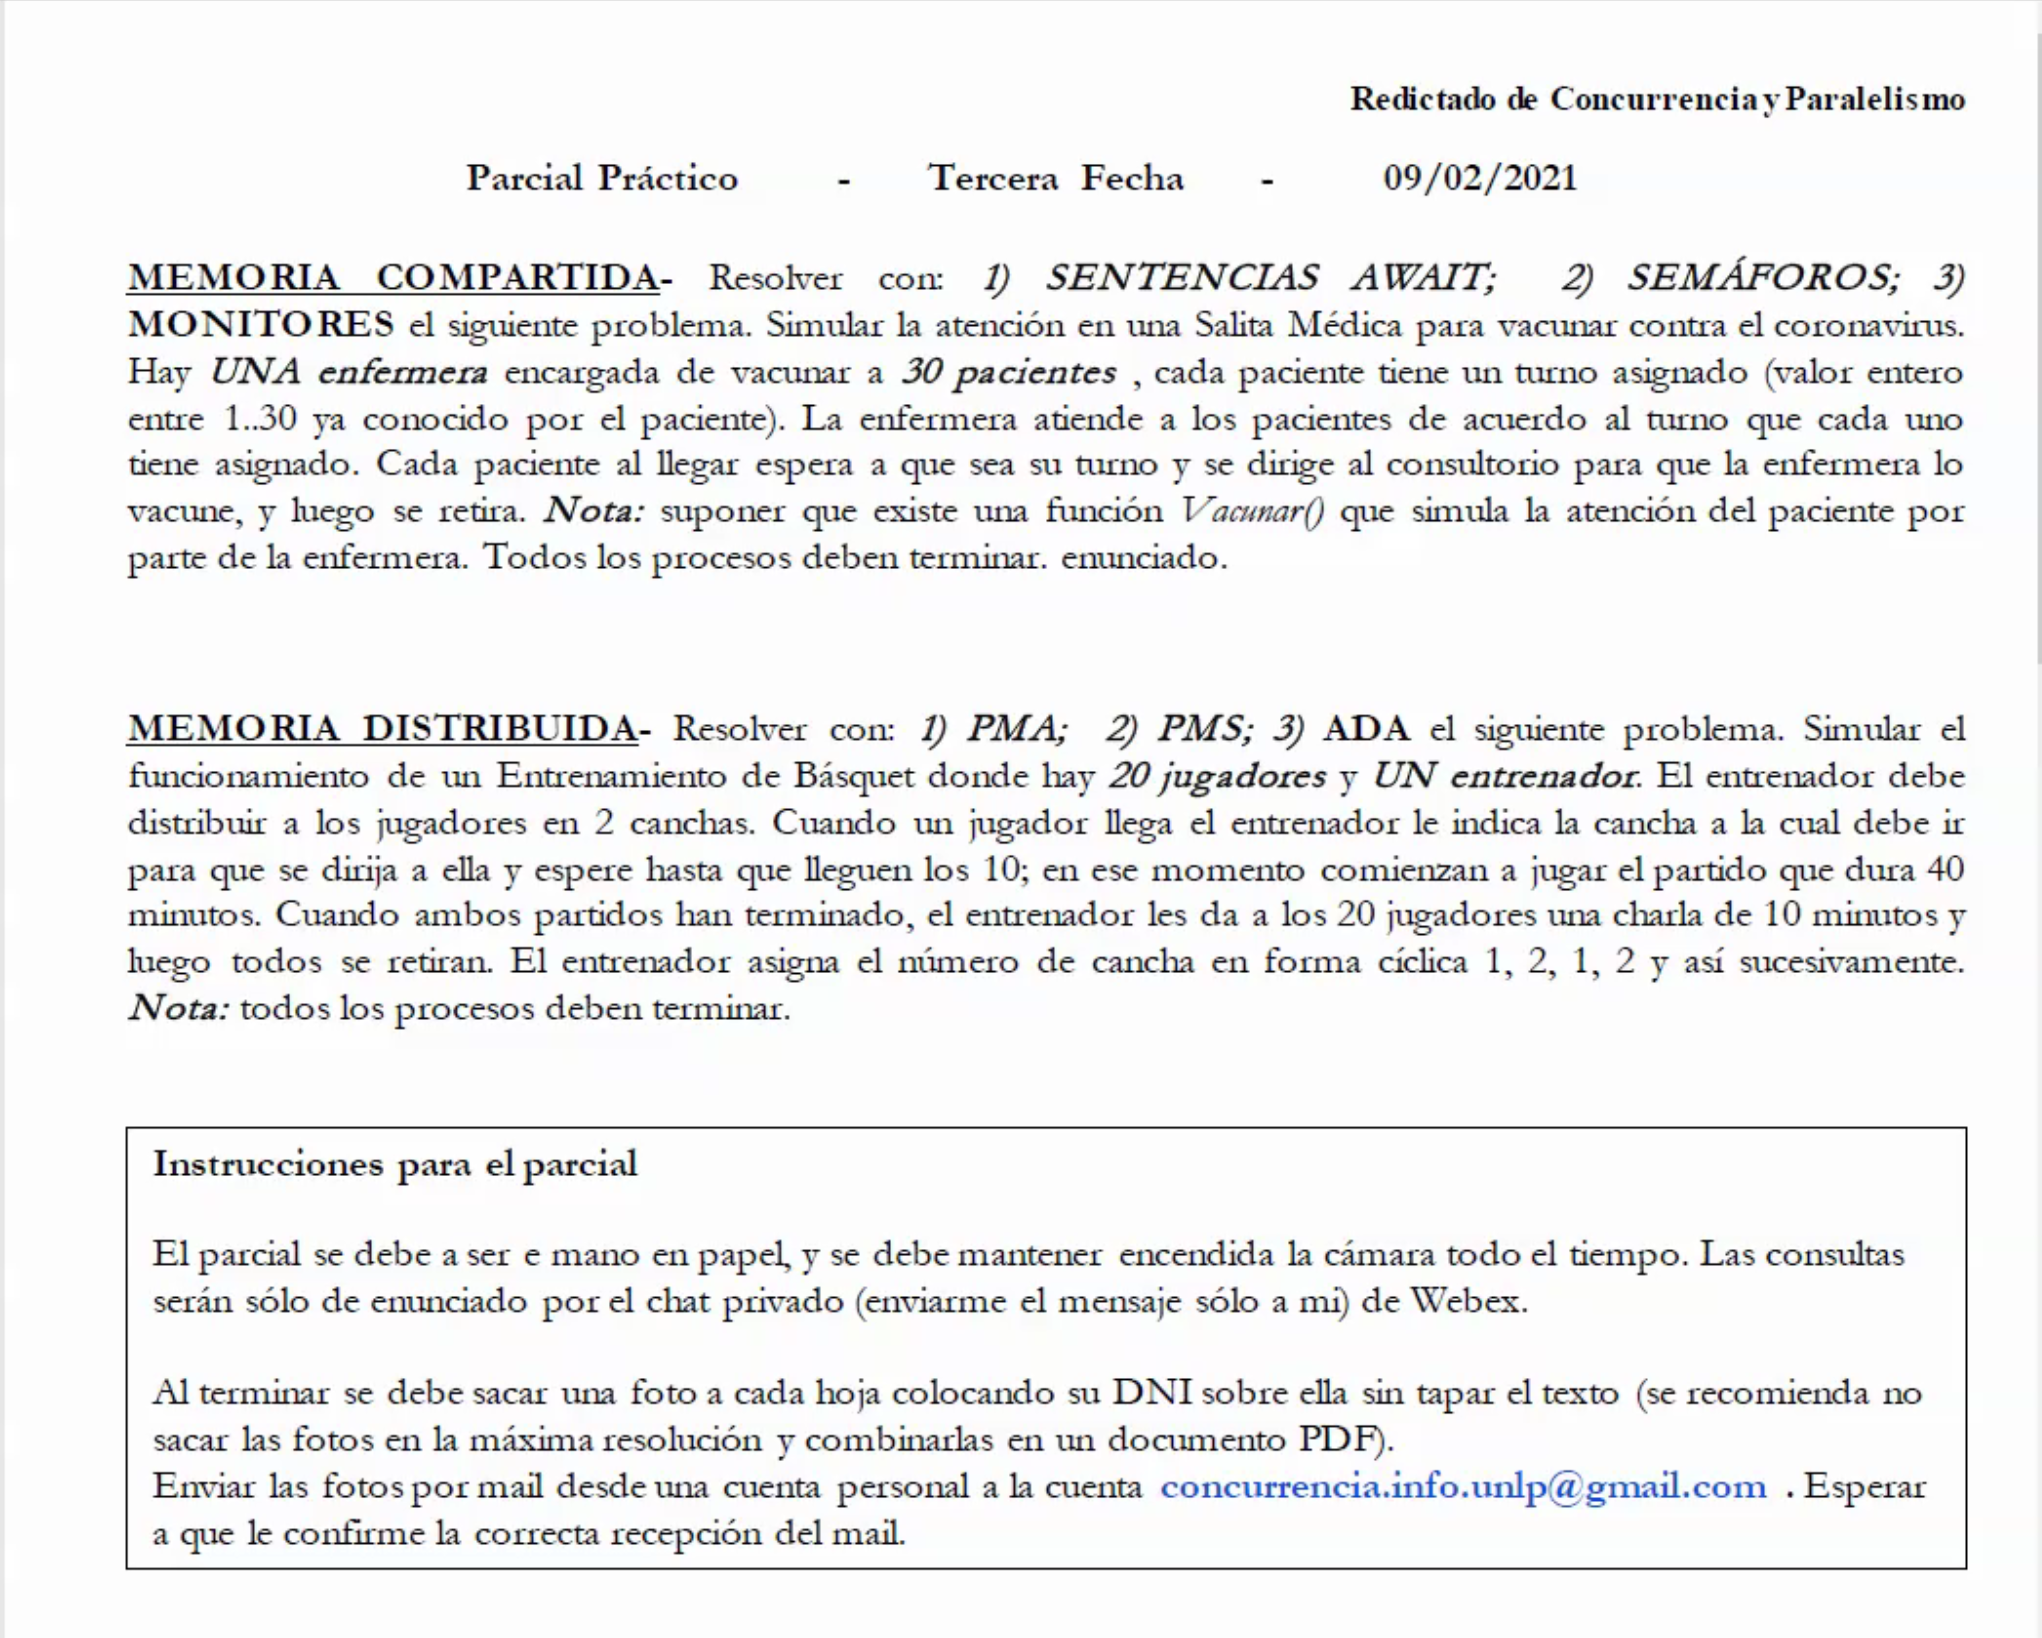 Redictado de Concurrencia y Paralelismo
Parcial Práctico - Tercera Fecha - 09/02/2021
MEMORIA COMPARTIDA- Resolver con: 1) SENTENCIAS AWAIT; 2) SEMÁFOROS; 3)
MONITORES el siguiente problema. Simular la atención en una Salita Médica para vacunar contra el coronavirus.
Hay UNA enfermera encargada de vacunar a 30 pacientes , cada paciente tiene un turno asignado (valor entero
entre 1..30 ya conocido por el paciente). La enfermera atiende a los pacientes de acuerdo al turno que cada uno
tiene asignado. Cada paciente al llegar espera a que sea su turno y se dirige al consultorio para que la enfermera lo
vacune, y luego se retira. Nota: suponer que existe una función Vacunar() que simula la atención del paciente por
parte de la enfermera. Todos los procesos deben terminar. enunciado.
MEMORIA DISTRIBUIDA- Resolver con: 1) PMA; 2) PMS; 3) ADA el siguiente problema. Simular el
funcionamiento de un Entrenamiento de Básquet donde hay 20 jugadores y UN entrenador. El entrenador debe
distribuir a los jugadores en 2 canchas. Cuando un jugador llega el entrenador le indica la cancha a la cual debe ir
para que se dirija a ella y espere hasta que lleguen los 10; en ese momento comienzan a jugar el partido que dura 40
minutos. Cuando ambos partidos han terminado, el entrenador les da a los 20 jugadores una charla de 10 minutos y
luego todos se retiran. El entrenador asigna el número de cancha en forma cíclica 1, 2, 1, 2 y así sucesivamente.
Nota: todos los procesos deben terminar.
Instrucciones para el parcial
El parcial se debe a ser e mano en papel, y se debe mantener encendida la cámara todo el tiempo. Las consultas
serán sólo de enunciado por el chat privado (enviarme el mensaje sólo a mi) de Webex.
Al terminar se debe sacar una foto a cada hoja colocando su DNI sobre ella sin tapar el texto (se recomienda no
sacar las fotos en la máxima resolución y combinarlas en un documento PDF).
Enviar las fotos por mail desde una cuenta personal a la cuenta concurrencia.info.unlp@gmail.com . Esperar
a que le confirme la correcta recepción del mail.